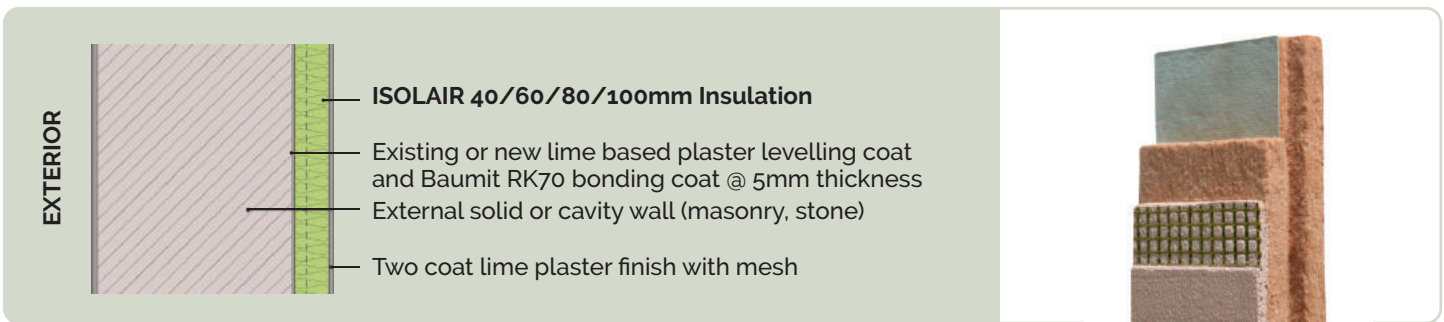 EXTERIOR
ISOLAIR 40/60/80/100mm Insulation
Existing or new lime based plaster levelling coat
and Baumit RK70 bonding coat @ 5mm thickness
External solid or cavity wall (masonry, stone)
Two coat lime plaster finish with mesh